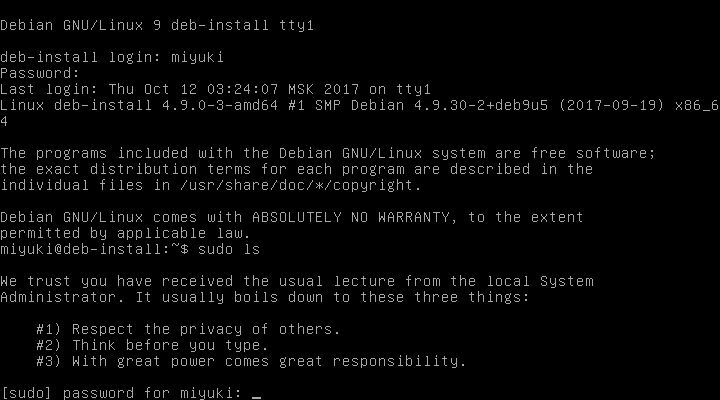 Debian GNU/Linux 9 deb-install tty1
deb-install login: miyuki
Password:
Last login: Thu Oct 12 03:24:07 MSK 2017 on tty1
Linux deb-install 4.9.0-3-amd64 #1 SMP Debian 4.9.30-2+deb9u5 (2017-09-19) x86_6
4
The programs included with the Debian GNU/Linux system are free software;
the exact distribution terms for each program are described in the
individual files in /usr/share/doc/*/copyright.
Debian GNU/Linux comes with ABSOLUTELY NO WARRANTY, to the extent
permitted by applicable law.
miyuki@deb-install:~$ sudo ls
We trust you have received the usual lecture from the local System
Administrator. It usually boils down to these three things:
#1) Respect the privacy of others.
#2) Think before you type.
#3) With great power comes great responsibility.
[sudo] password for miyuki: _